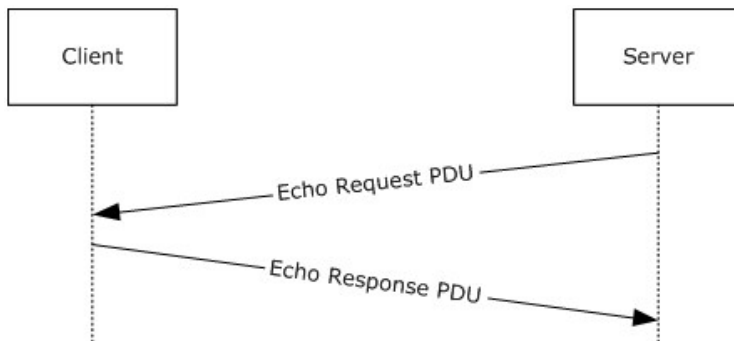 Client
Server
Echo Request PDU
Echo Response PDU